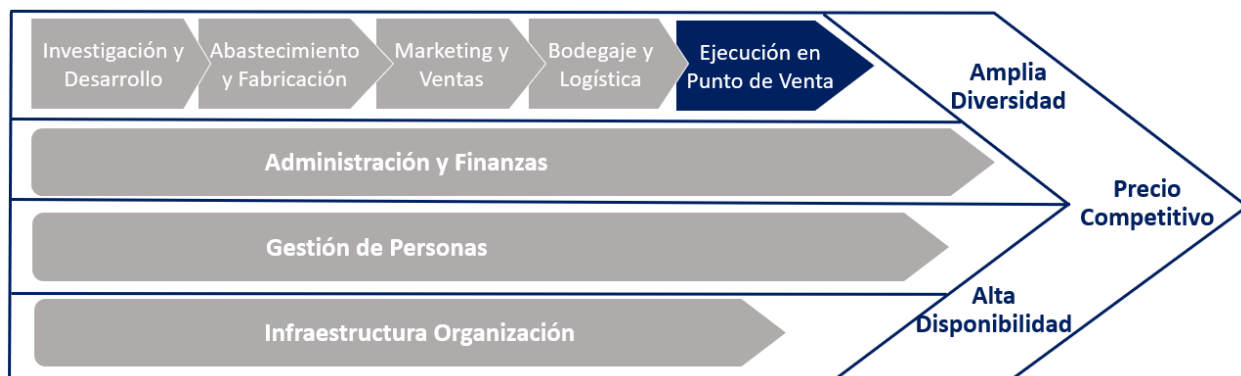 Investigación y
Desarrollo
Abastecimiento
y Fabricación
Marketing y
Ventas
Bodegaje y
Logística
Ejecución en
Punto de Venta
Amplia
Diversidad
Administración y Finanzas
Precio
Competitivo
Gestión de Personas
Alta
Disponibilidad
Infraestructura Organización